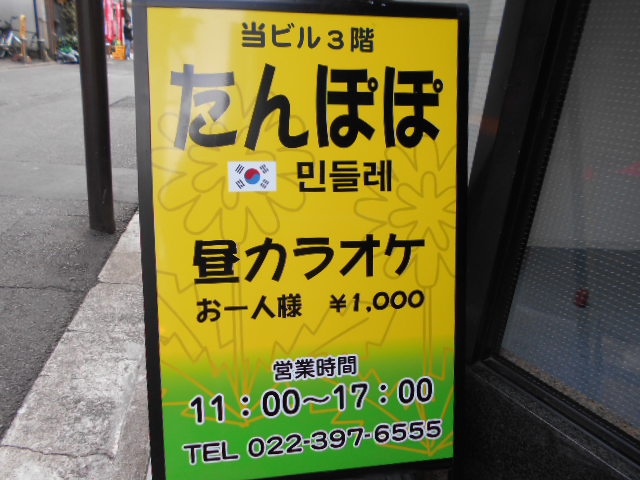 当ビル3階
たんぽぽ
민들레
昼カラオケ
お一人様 ¥1,000
営業時間
11:00～17:00
TEL 022-397-6555